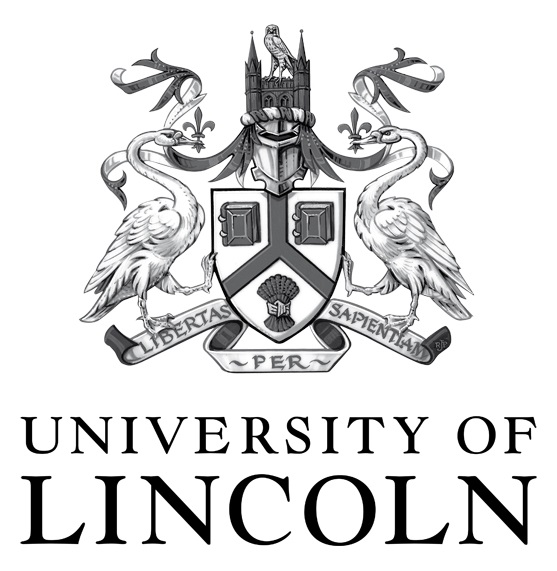 LIBERTAS
PER
SAPIENTIAM
UNIVERSITY OF
LINCOLN